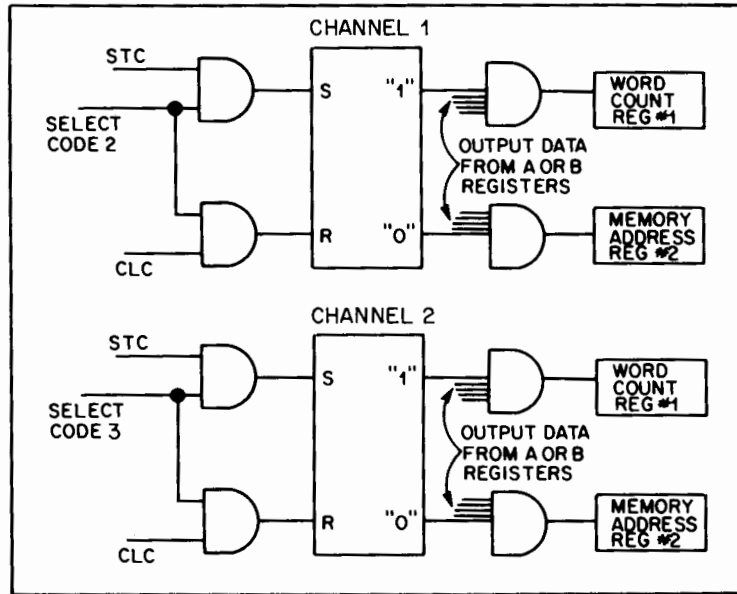 CHANNEL 1
STC
SELECT
CODE 2
CLC
S
R
"1"
"0"
OUTPUT DATA
FROM A OR B
REGISTERS
WORD
COUNT
REG #1
MEMORY
ADDRESS
REG #2
CHANNEL 2
STC
SELECT
CODE 3
CLC
S
R
"1"
"0"
OUTPUT DATA
FROM A OR B
REGISTERS
WORD
COUNT
REG #1
MEMORY
ADDRESS
REG #2